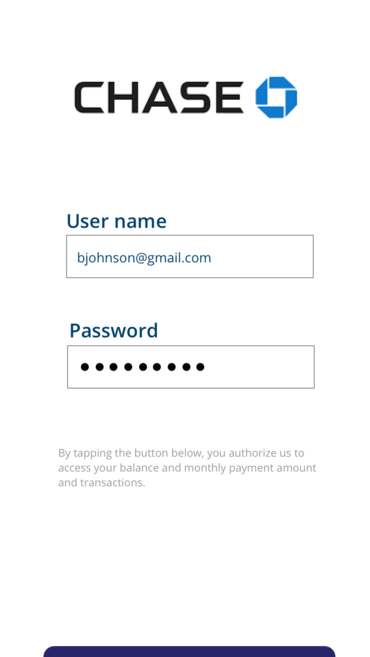 CHASE
User name
bjohnson@gmail.com
Password
By tapping the button below, you authorize us to
access your balance and monthly payment amount
and transactions.